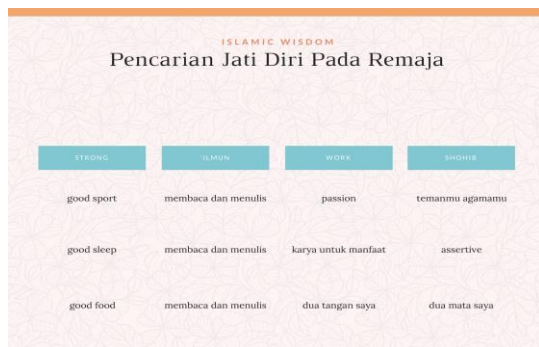 ISLAMIC WISDOM
Pencarian Jati Diri Pada Remaja
STRONG 'ILMUN WORK SHOHIB
good sport membaca dan menulis passion temanmu agamamu
good sleep membaca dan menulis karya untuk manfaat assertive
good food membaca dan menulis dua tangan saya dua mata saya